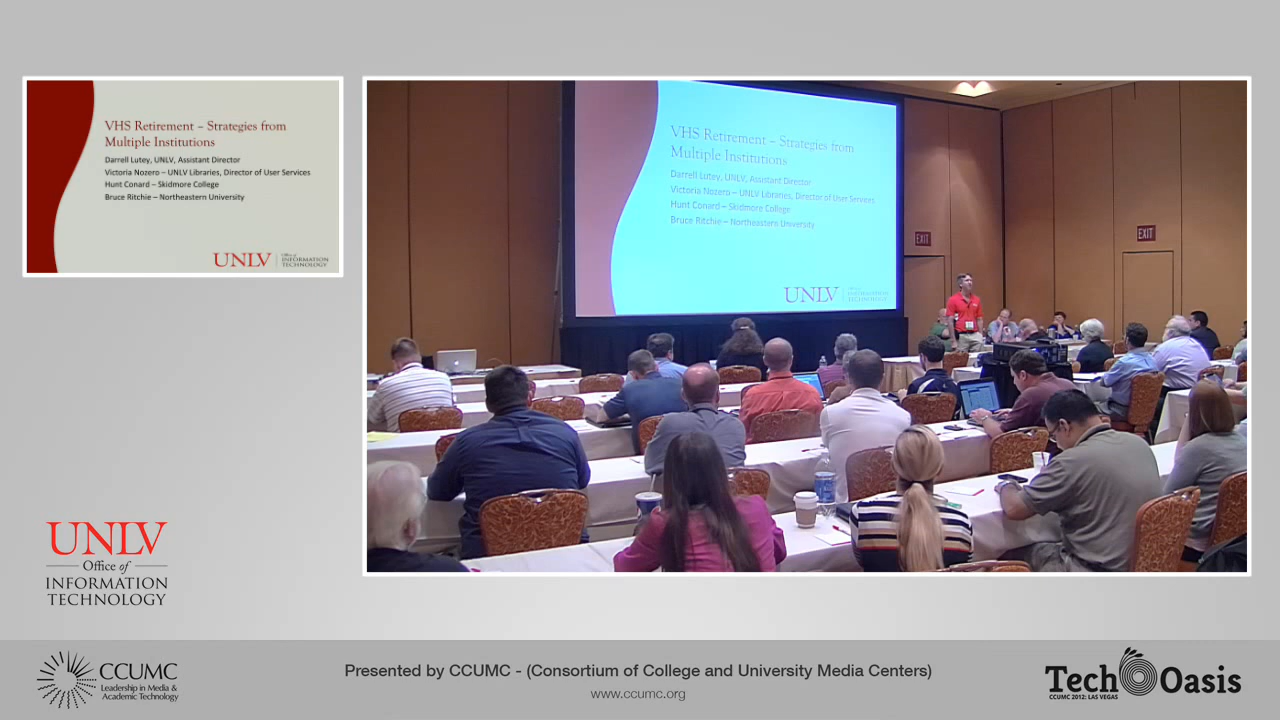 VHS Retirement – Strategies from
Multiple Institutions
Darrell Lutey, UNLV, Assistant Director
Victoria Nozero – UNLV Libraries, Director of User Services
Hunt Conard – Skidmore College
Bruce Ritchie – Northeastern University
UNLV
Office of
INFORMATION
TECHNOLOGY
VHS Retirement – Strategies from
Multiple Institutions
Darrell Lutey, UNLV, Assistant Director
Victoria Nozero – UNLV Libraries, Director of User Services
Hunt Conard – Skidmore College
Bruce Ritchie – Northeastern University
UNLV
INFORMATION
TECHNOLOGY
EXIT
EXIT
UNLV
Office of
INFORMATION
TECHNOLOGY
CCUMC
Leadership in Media &
Academic Technology
Presented by CCUMC - (Consortium of College and University Media Centers)
www.ccumc.org
Tech Oasis
CCUMC 2012: LAS VEGAS